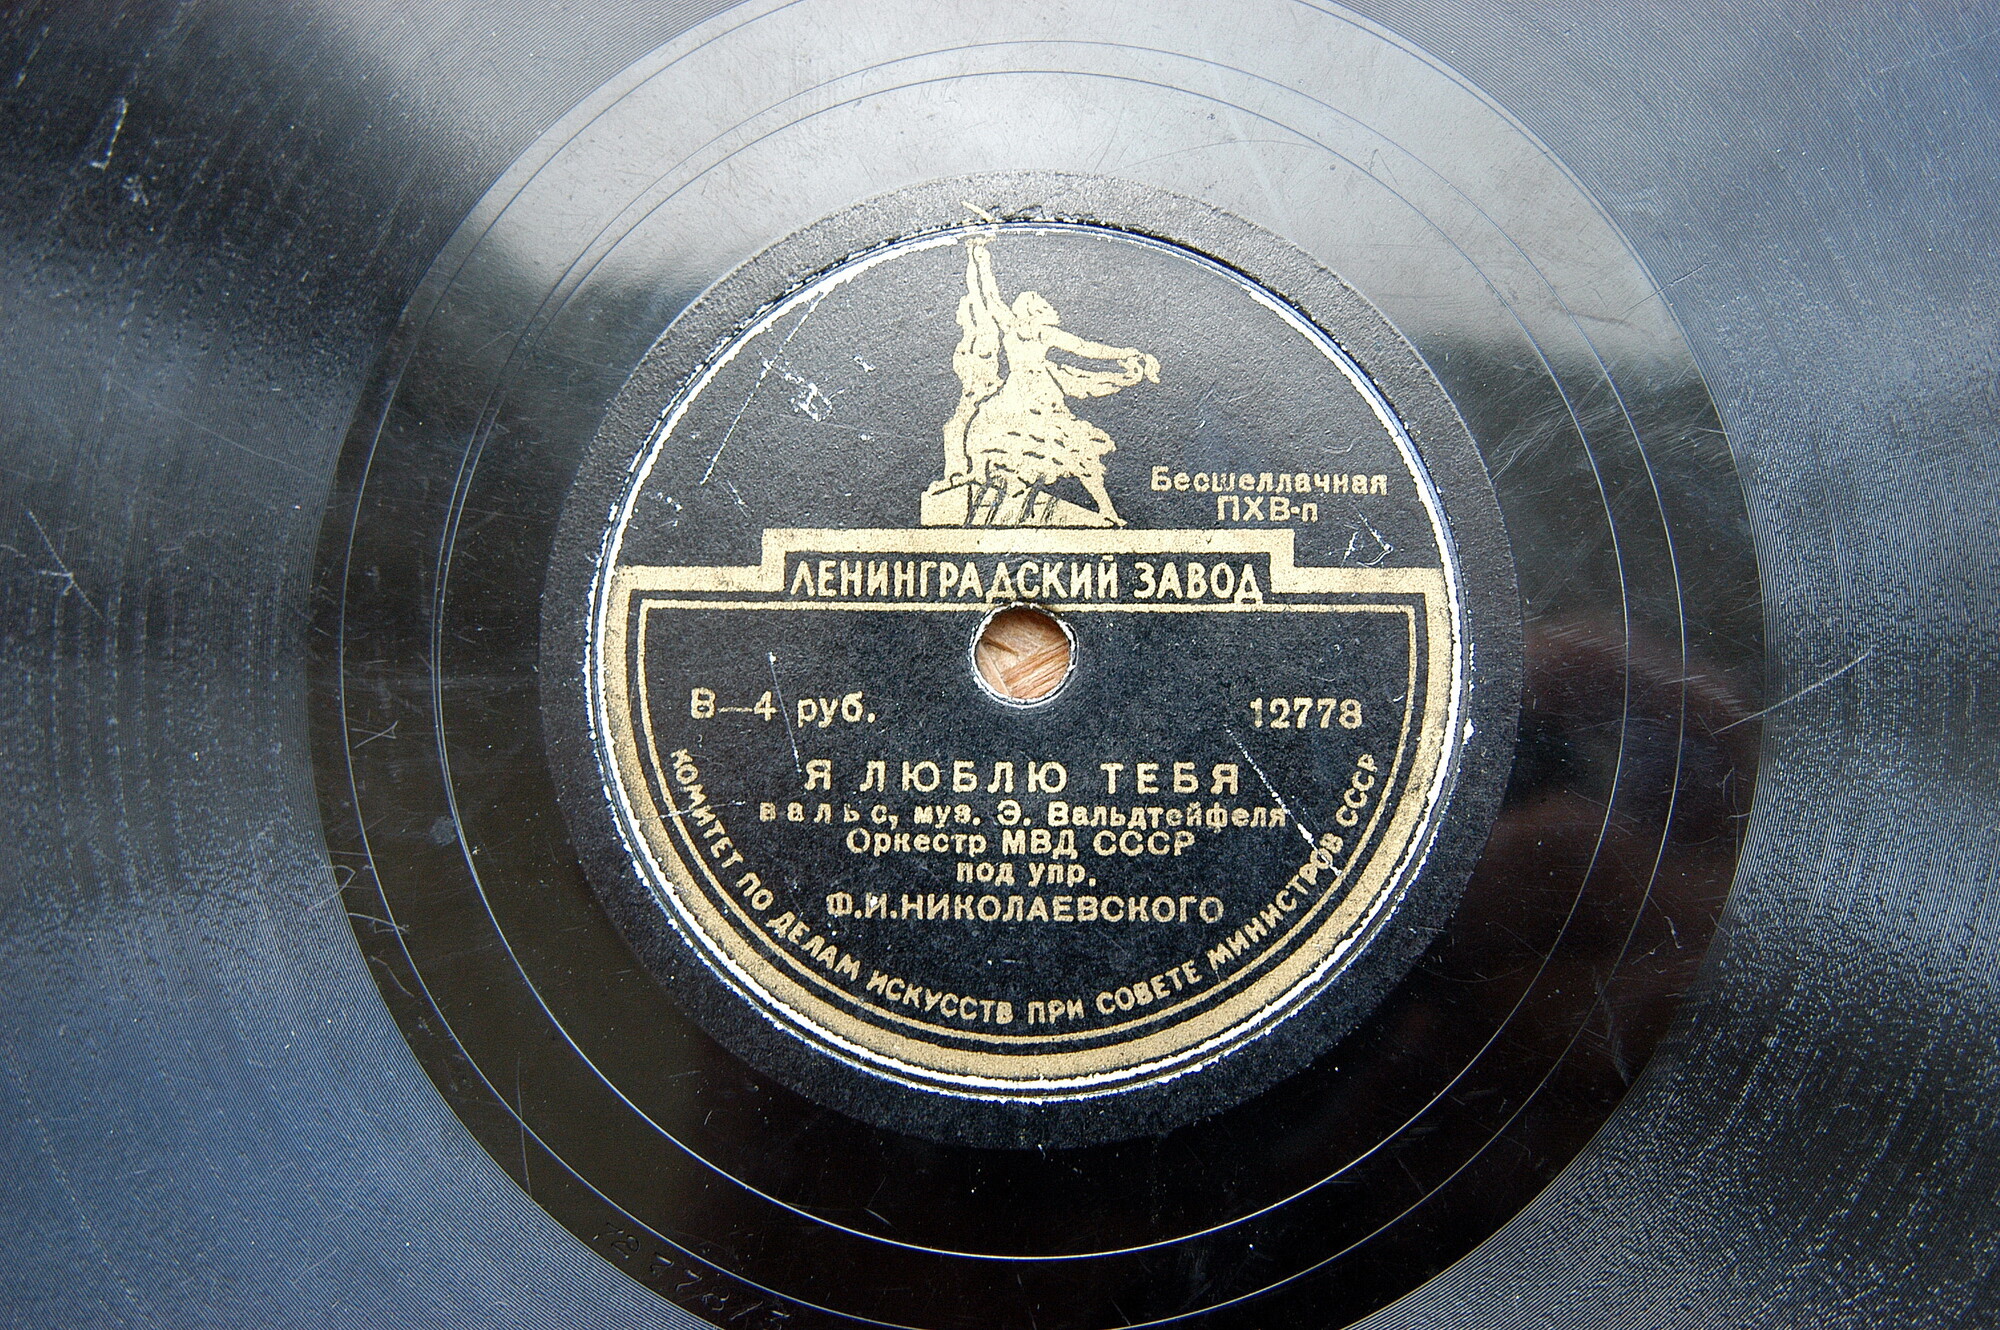 Бесшеллачная
ПХВ-п
ЛЕНИНГРАДСКИЙ ЗАВОД
В—4 руб.
12778
Я ЛЮБЛЮ ТЕБЯ
вальс, муз. Э. Вальдтейфеля
Оркестр МВД СССР
под упр.
Ф.И.НИКОЛАЕВСКОГО
КОМИТЕТ ПО ДЕЛАМ ИСКУССТВ ПРИ СОВЕТЕ МИНИСТРОВ СССР